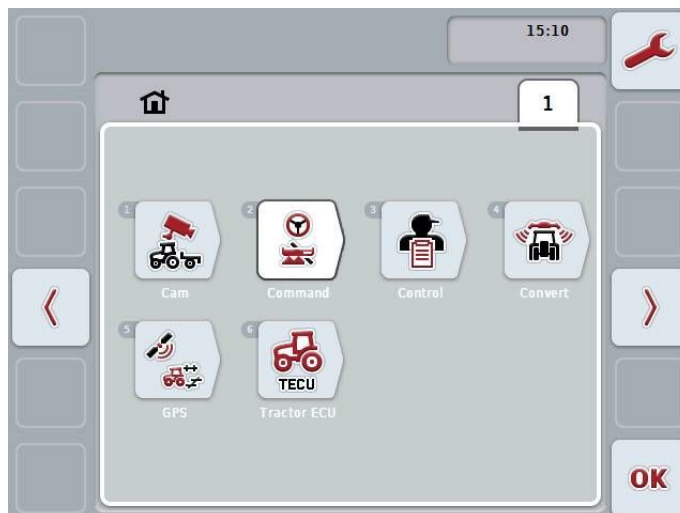 15:10
1
1 2 3 4
Cam Command Control Convert
5 6
TECU
GPS Tractor ECU
OK